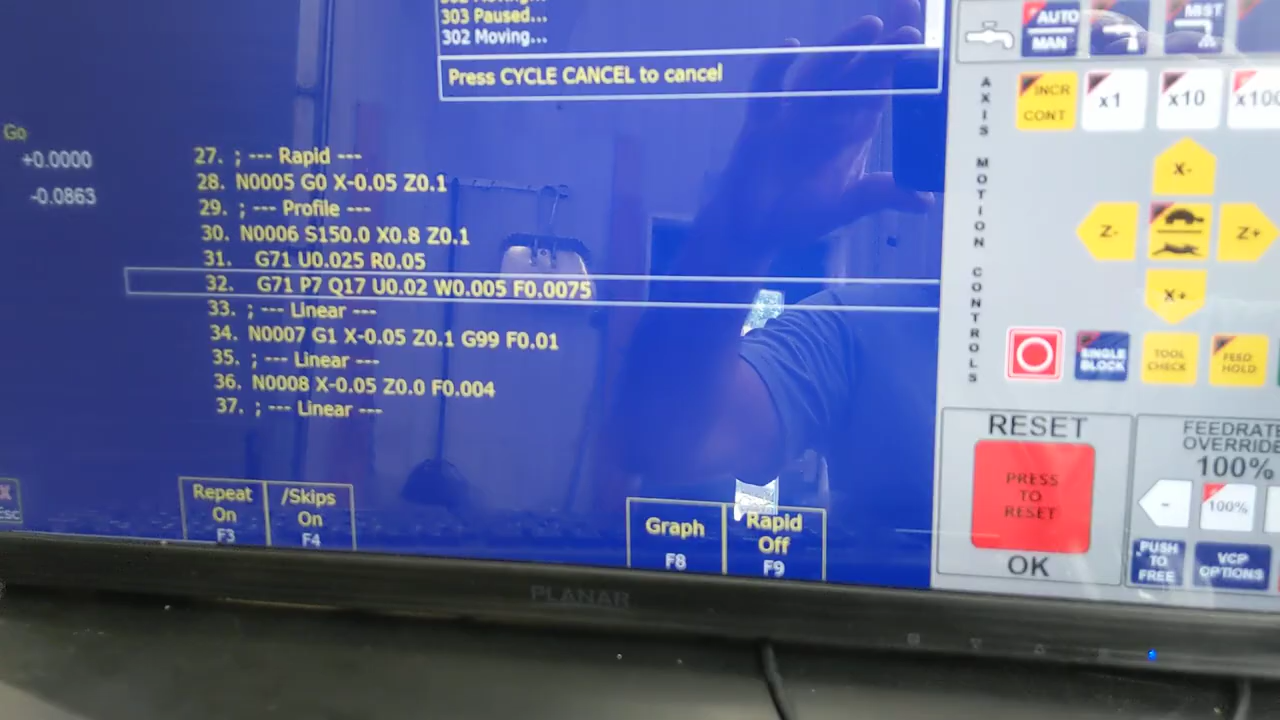 303 Paused...
302 Moving...
Press CYCLE CANCEL to cancel
Go
+0.0000
-0.0863
27. ; --- Rapid ---
28. N0005 G0 X-0.05 Z0.1
29. ; --- Profile ---
30. N0006 S150.0 X0.8 Z0.1
31. G71 U0.025 R0.05
32. G71 P7 Q17 U0.02 W0.005 F0.0075
33. ; --- Linear ---
34. N0007 G1 X-0.05 Z0.1 G99 F0.01
35. ; --- Linear ---
36. N0008 X-0.05 Z0.0 F0.004
37. ; --- Linear ---
X
ESC
Repeat On F3
/Skips On F4
Graph F8
Rapid Off F9
AUTO MAN
MIST
AXIS MOTION CONTROLS
INCR CONT
x1
x10
x100
X-
Z-
Z+
X+
SINGLE BLOCK
TOOL CHECK
FEED HOLD
RESET
PRESS TO RESET
OK
FEEDRATE OVERRIDE
100%
-
100%
PUSH TO FREE
VCP OPTIONS
PLANAR